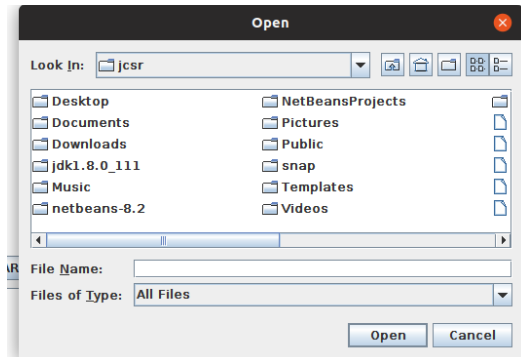 Open
Look In: jcsr
Desktop NetBeansProjects
Documents Pictures
Downloads Public
jdk1.8.0_111 snap
Music Templates
netbeans-8.2 Videos
AR
File Name:
Files of Type: All Files
Open Cancel